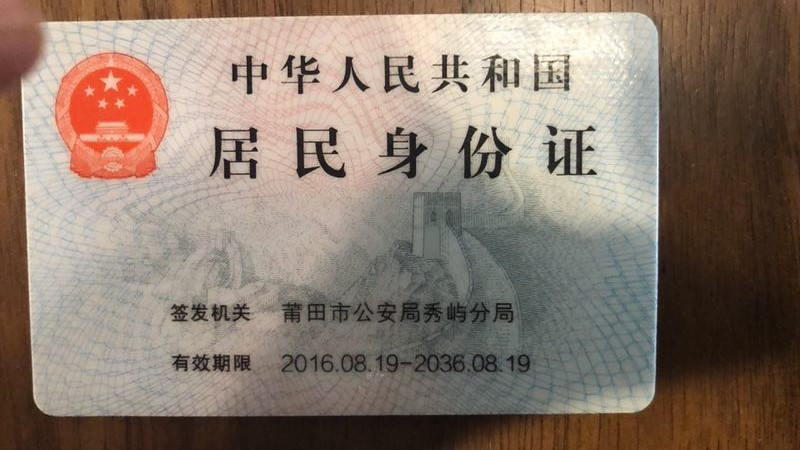 中华人民共和国
居民身份证
签发机关 莆田市公安局秀屿分局
有效期限 2016.08.19-2036.08.19